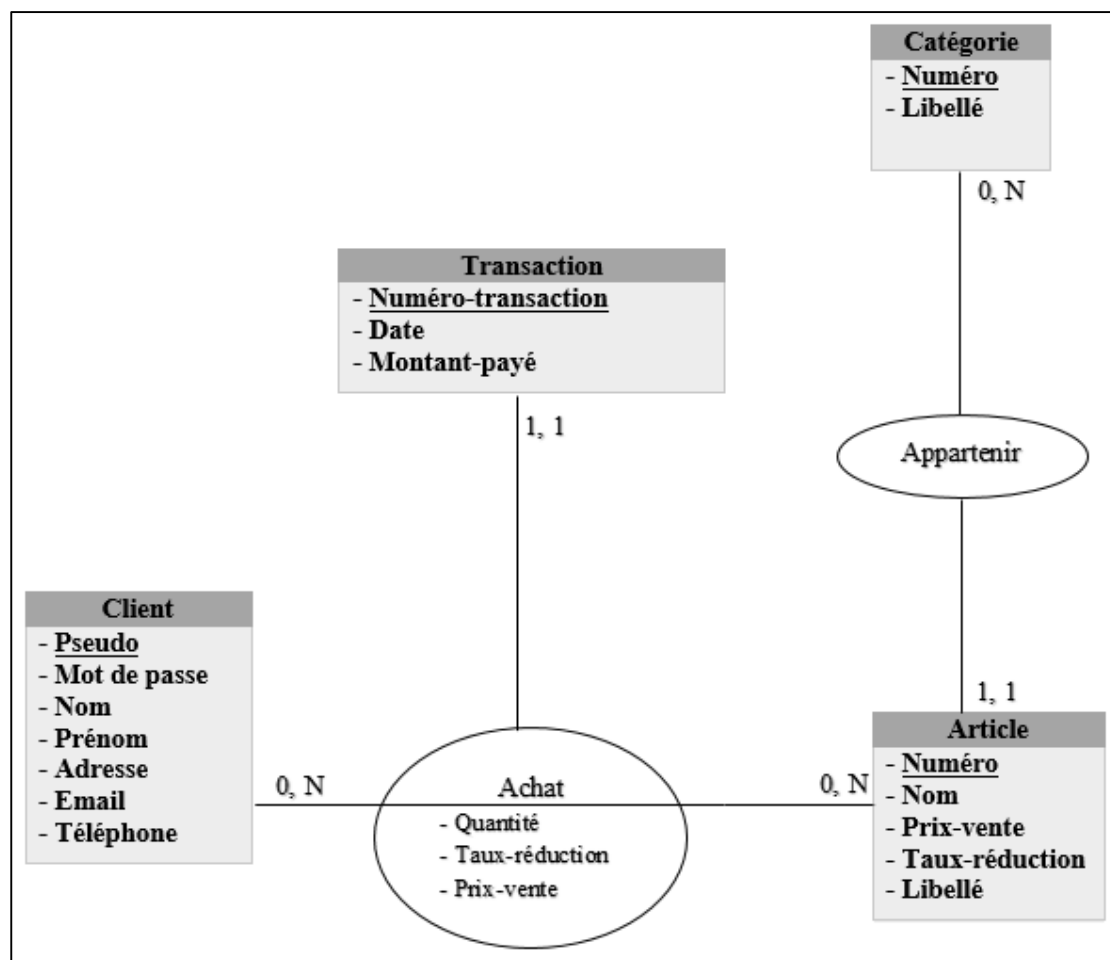 Catégorie
- Numéro
- Libellé
0, N
Transaction
- Numéro-transaction
- Date
- Montant-payé
1, 1
Appartenir
Client
- Pseudo
- Mot de passe
- Nom
- Prénom
- Adresse
- Email
- Téléphone
0, N
Achat
- Quantité
- Taux-réduction
- Prix-vente
0, N
1, 1
Article
- Numéro
- Nom
- Prix-vente
- Taux-réduction
- Libellé